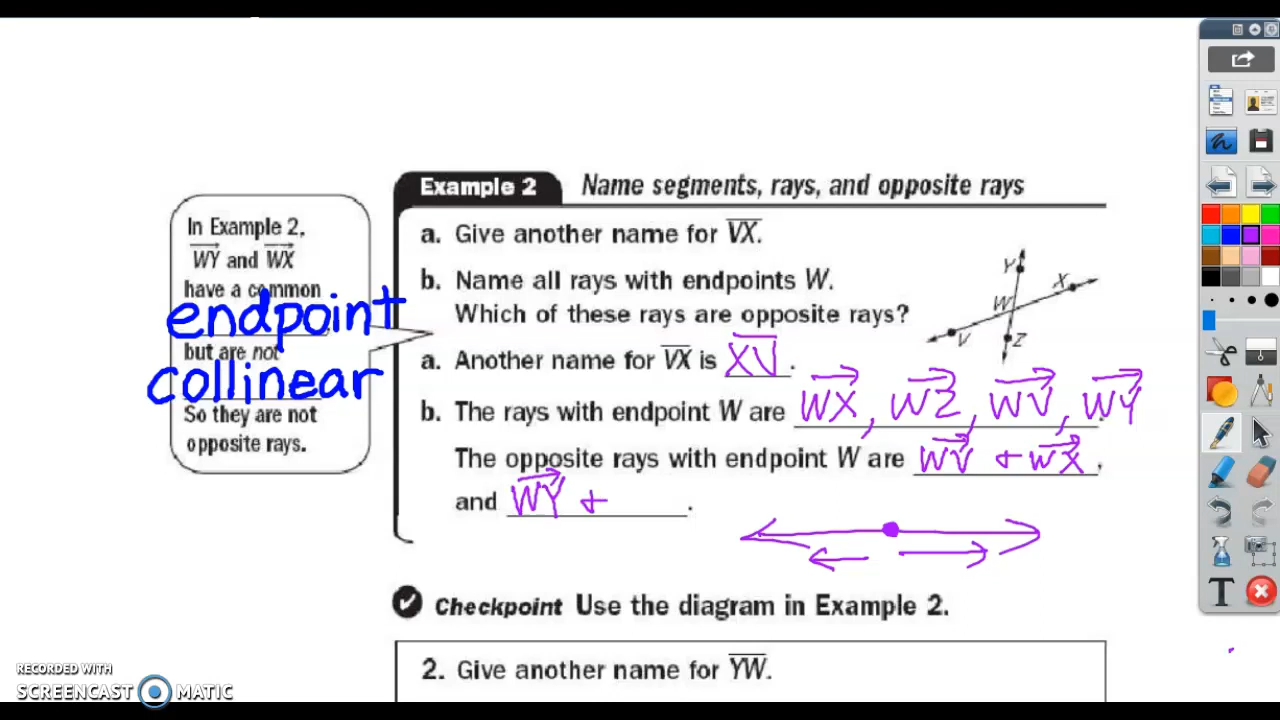 Example 2 Name segments, rays, and opposite rays
In Example 2,
WY and WX
have a common
endpoint
but are not
collinear
So they are not
opposite rays.
a. Give another name for VX.
b. Name all rays with endpoints W.
Which of these rays are opposite rays?
a. Another name for VX is XV.
b. The rays with endpoint W are WX, WZ, WV, WY.
The opposite rays with endpoint W are WV + WX,
and WY + .
Y
X
W
V
Z
Checkpoint Use the diagram in Example 2.
2. Give another name for YW.
RECORDED WITH
SCREENCAST MATIC
T